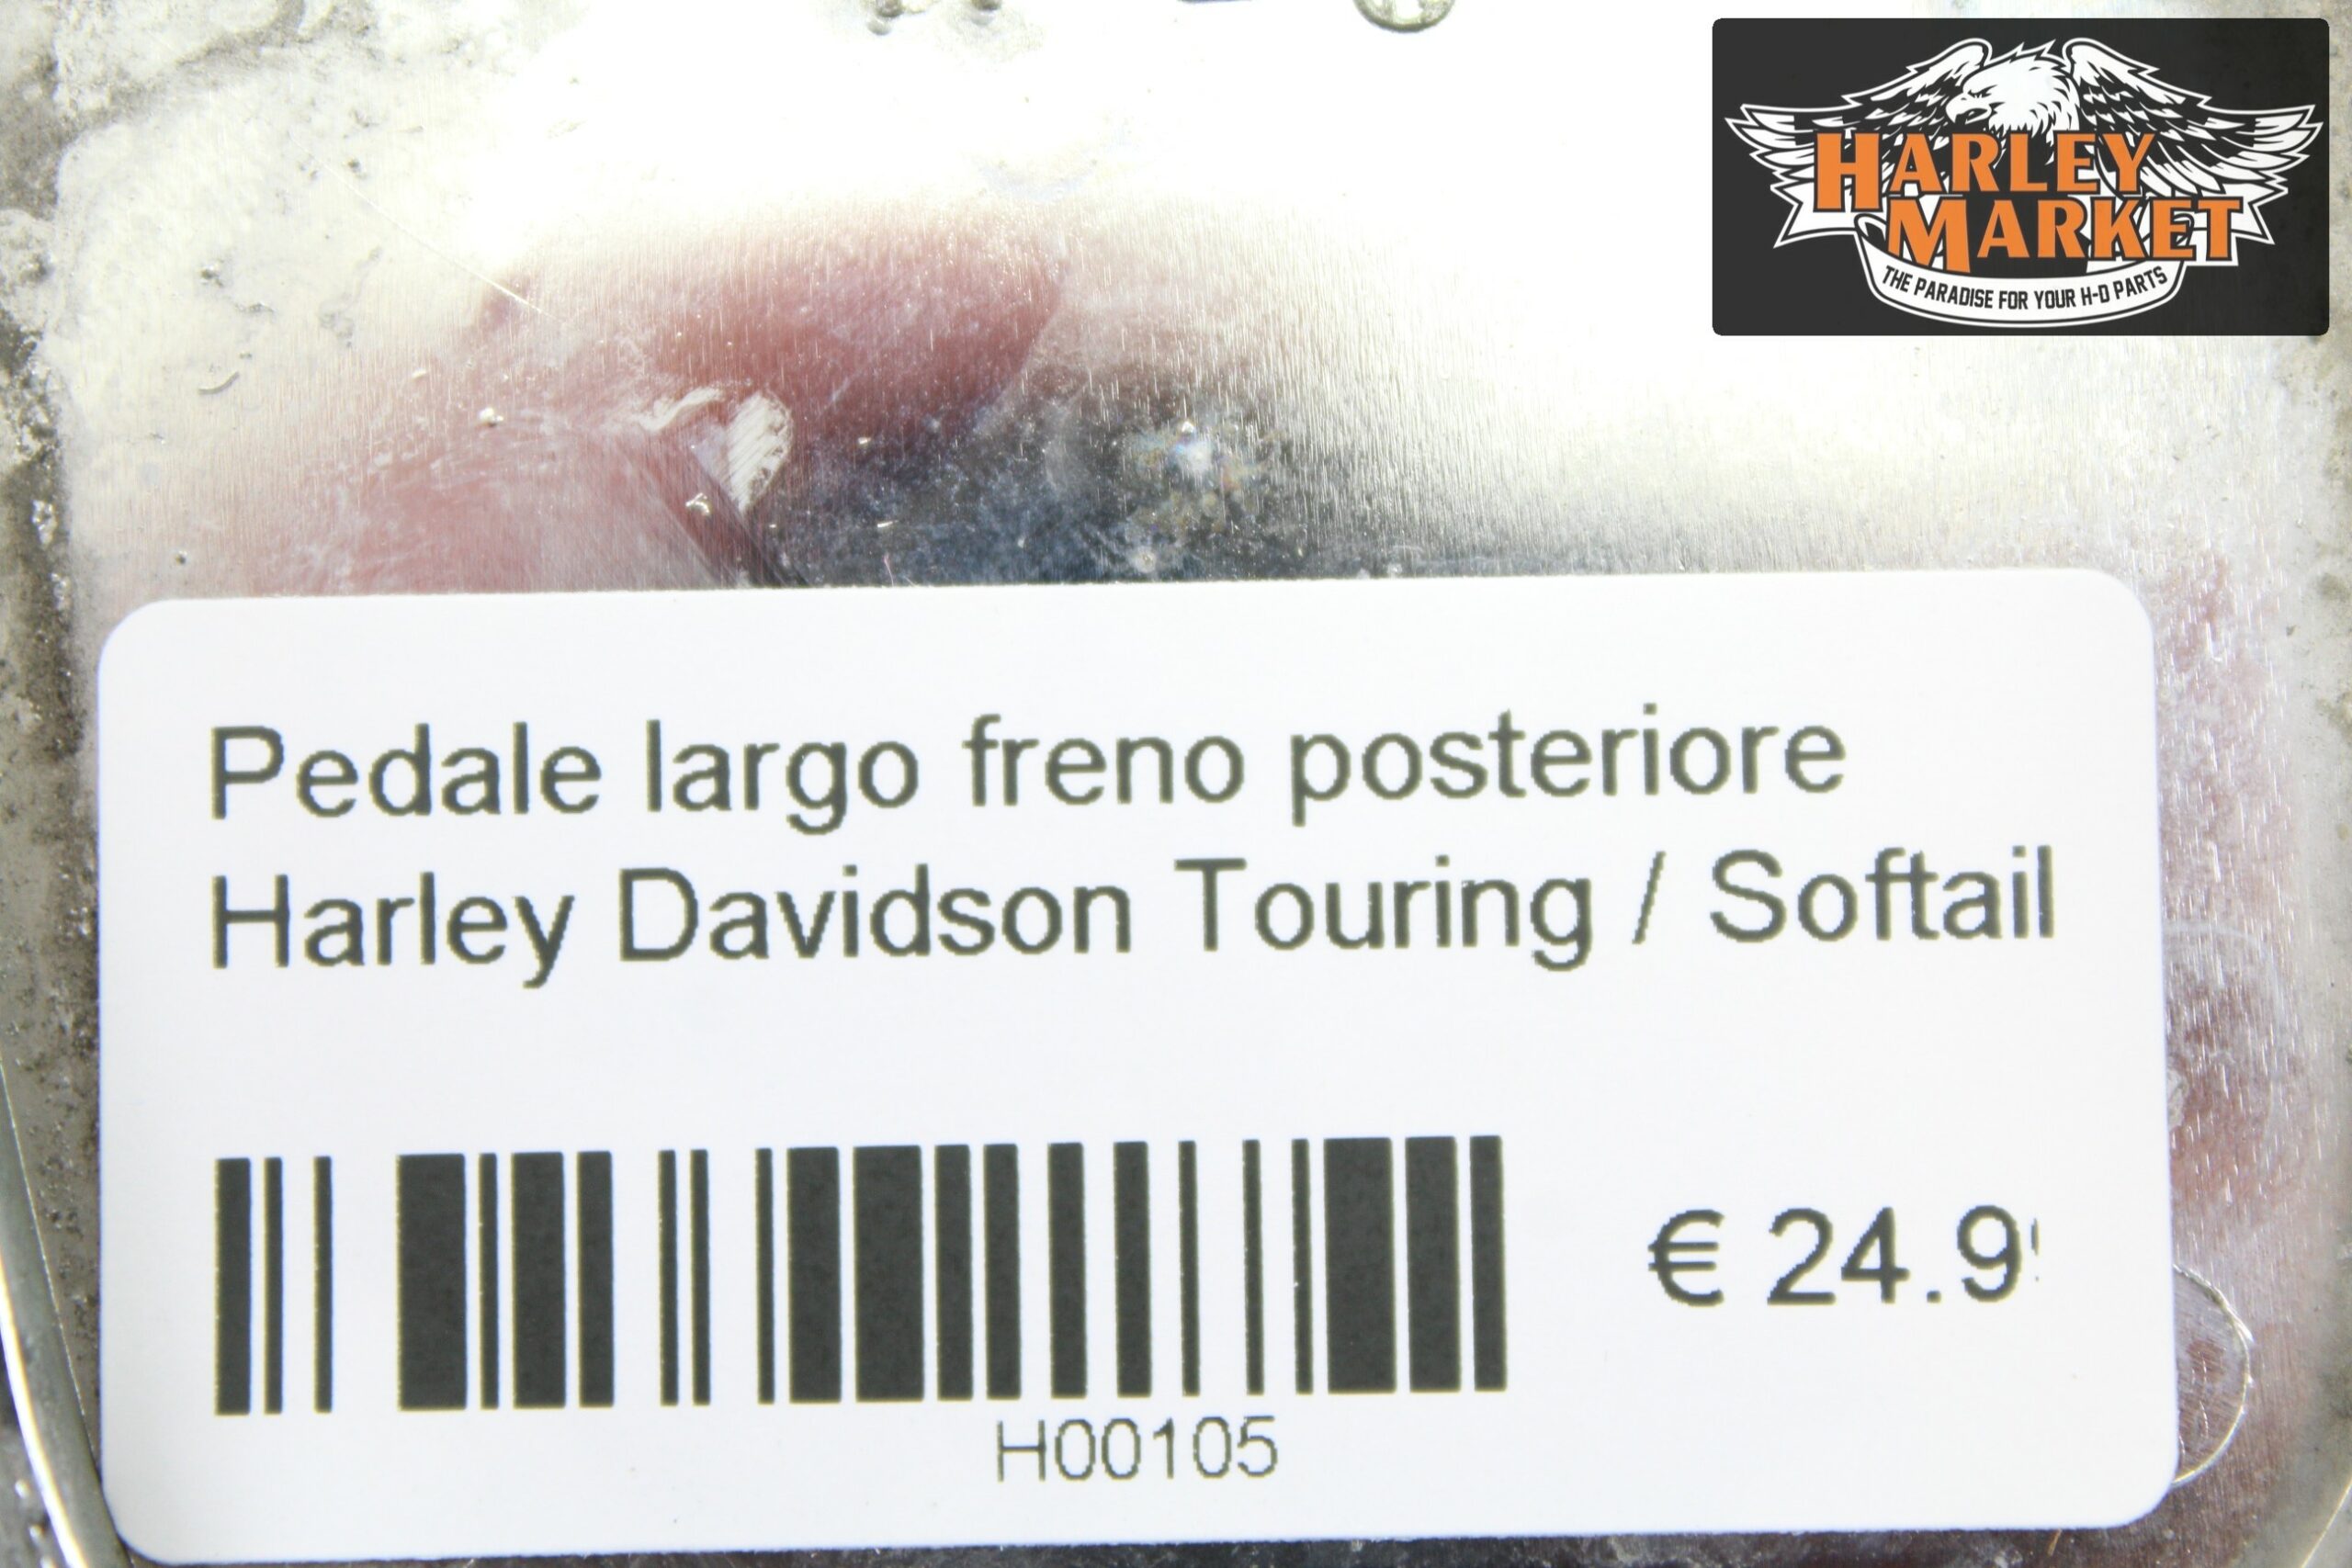 HARLEY
MARKET
THE PARADISE FOR YOUR H-D PARTS
Pedale largo freno posteriore
Harley Davidson Touring / Softail
€ 24.9
H00105